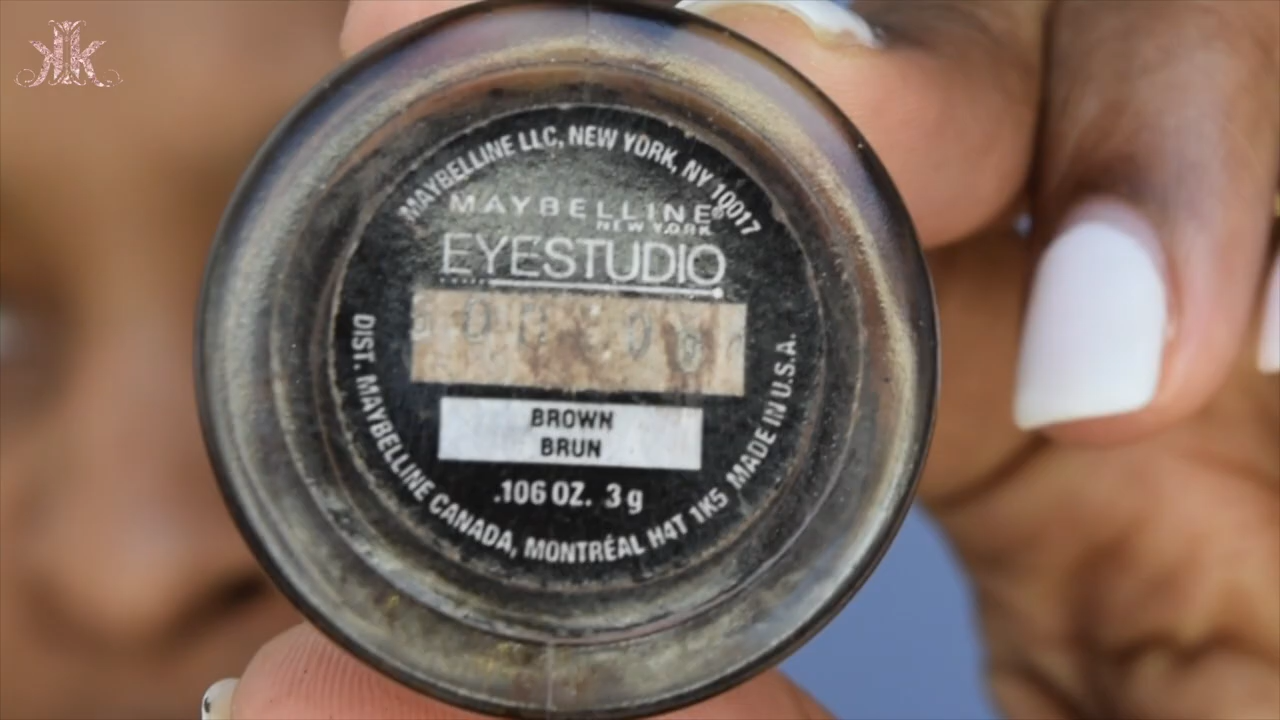 MAYBELLINE LLC, NEW YORK, NY 10017
MAYBELLINE®
NEW YORK
EYESTUDIO
BROWN
BRUN
.106 OZ. 3 g
DIST. MAYBELLINE CANADA, MONTRÉAL H4T 1K5 MADE IN U.S.A.